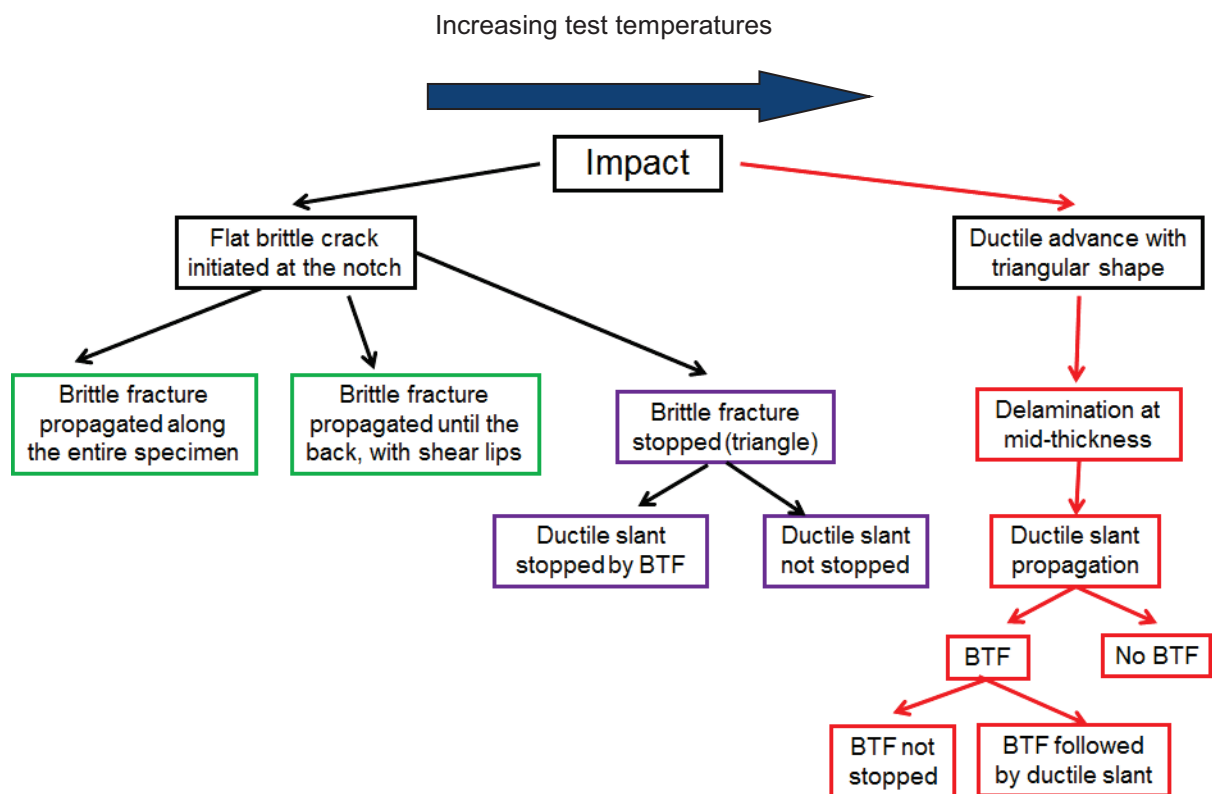 Increasing test temperatures
Impact
Flat brittle crack
initiated at the notch
Ductile advance with
triangular shape
Brittle fracture
propagated along
the entire specimen
Brittle fracture
propagated until the
back, with shear lips
Brittle fracture
stopped (triangle)
Delamination at
mid-thickness
Ductile slant
stopped by BTF
Ductile slant
not stopped
Ductile slant
propagation
BTF
No BTF
BTF not
stopped
BTF followed
by ductile slant